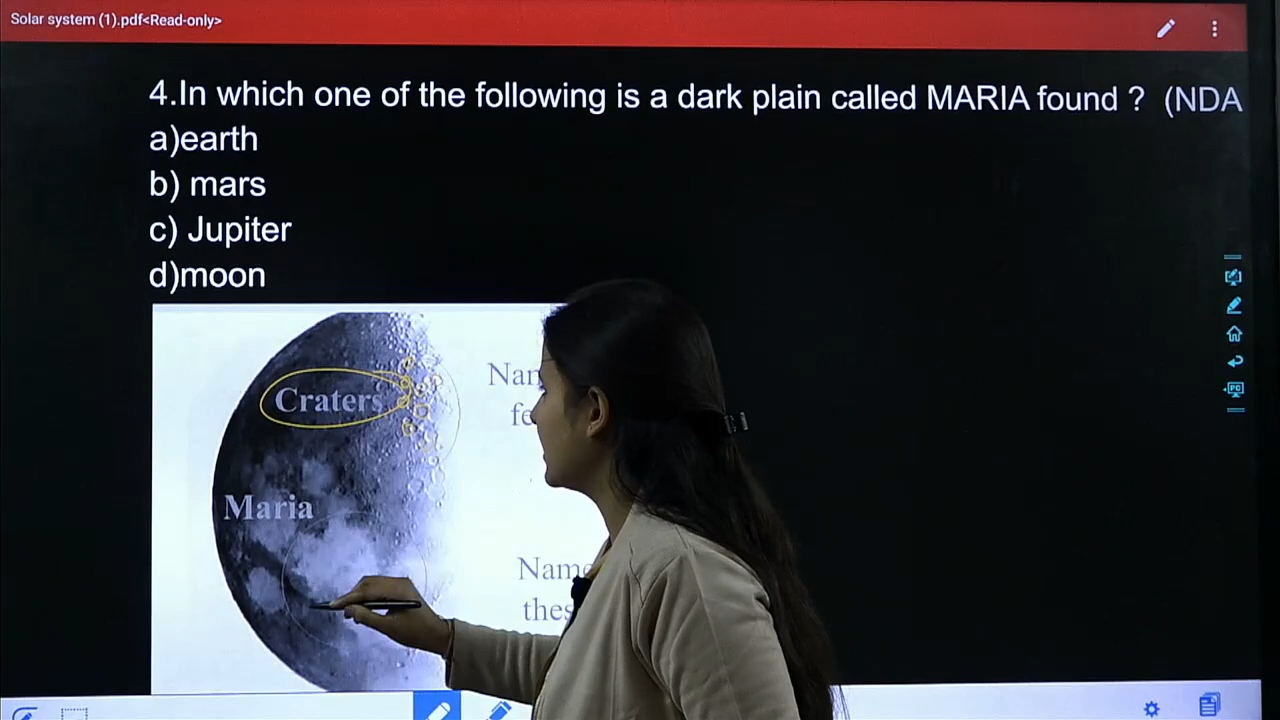 Solar system (1).pdf<Read-only>
4.In which one of the following is a dark plain called MARIA found ? (NDA
a)earth
b) mars
c) Jupiter
d)moon
Craters
Maria
PC